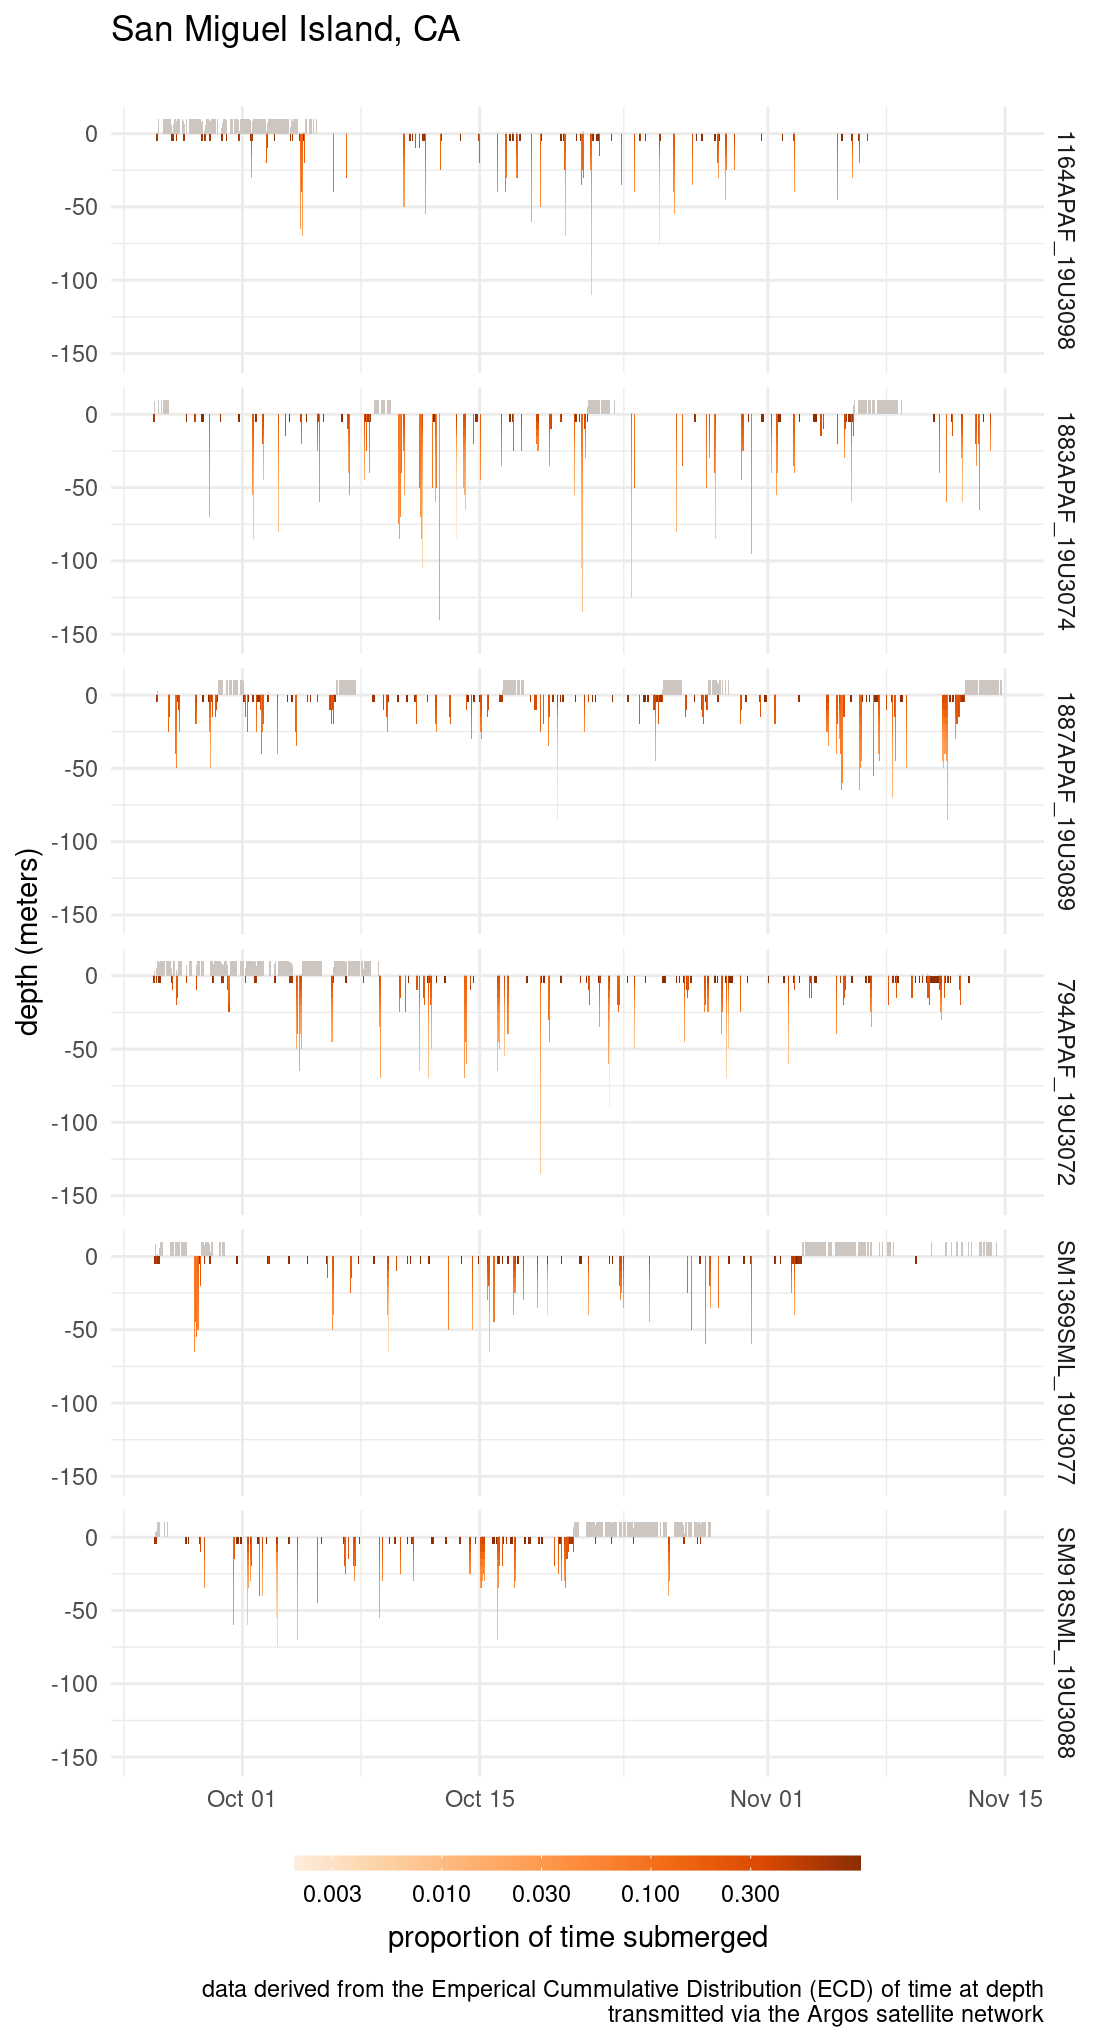 San Miguel Island, CA
0
-50
-100
-150
1164APAF_19U3098
0
-50
-100
-150
1883APAF_19U3074
0
-50
-100
-150
1887APAF_19U3089
depth (meters)
0
-50
-100
-150
794APAF_19U3072
0
-50
-100
-150
SM1369SML_19U3077
0
-50
-100
-150
SM918SML_19U3088
Oct 01 Oct 15 Nov 01 Nov 15
0.003 0.010 0.030 0.100 0.300
proportion of time submerged
data derived from the Emperical Cummulative Distribution (ECD) of time at depth
transmitted via the Argos satellite network